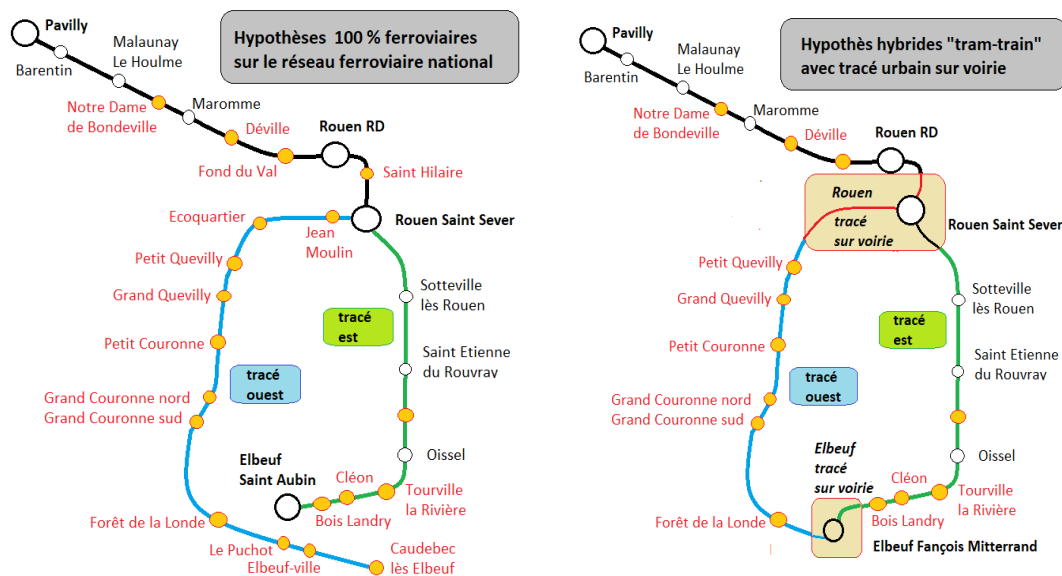 Hypothèses 100 % ferroviaires
sur le réseau ferroviaire national
Pavilly
Barentin
Malaunay
Le Houlme
Notre Dame
de Bondeville
Maromme
Déville
Fond du Val
Rouen RD
Saint Hilaire
Rouen Saint Sever
Ecoquartier
Jean
Moulin
Petit Quevilly
Grand Quevilly
Sotteville
lès Rouen
tracé
est
Petit Couronne
Saint Etienne
du Rouvray
tracé
ouest
Grand Couronne nord
Grand Couronne sud
Oissel
Elbeuf
Saint Aubin
Cléon
Tourville
la Rivière
Bois Landry
Forêt de la Londe
Le Puchot
Elbeuf-ville
Caudebec
lès Elbeuf
Hypothès hybrides "tram-train"
avec tracé urbain sur voirie
Pavilly
Barentin
Malaunay
Le Houlme
Notre Dame
de Bondeville
Maromme
Déville
Rouen RD
Rouen
tracé
sur voirie
Rouen Saint Sever
Petit Quevilly
Grand Quevilly
Sotteville
lès Rouen
tracé
est
Petit Couronne
Saint Etienne
du Rouvray
tracé
ouest
Grand Couronne nord
Grand Couronne sud
Oissel
Elbeuf
tracé
sur voirie
Cléon
Tourville
la Rivière
Bois Landry
Forêt de la Londe
Elbeuf Fançois Mitterrand